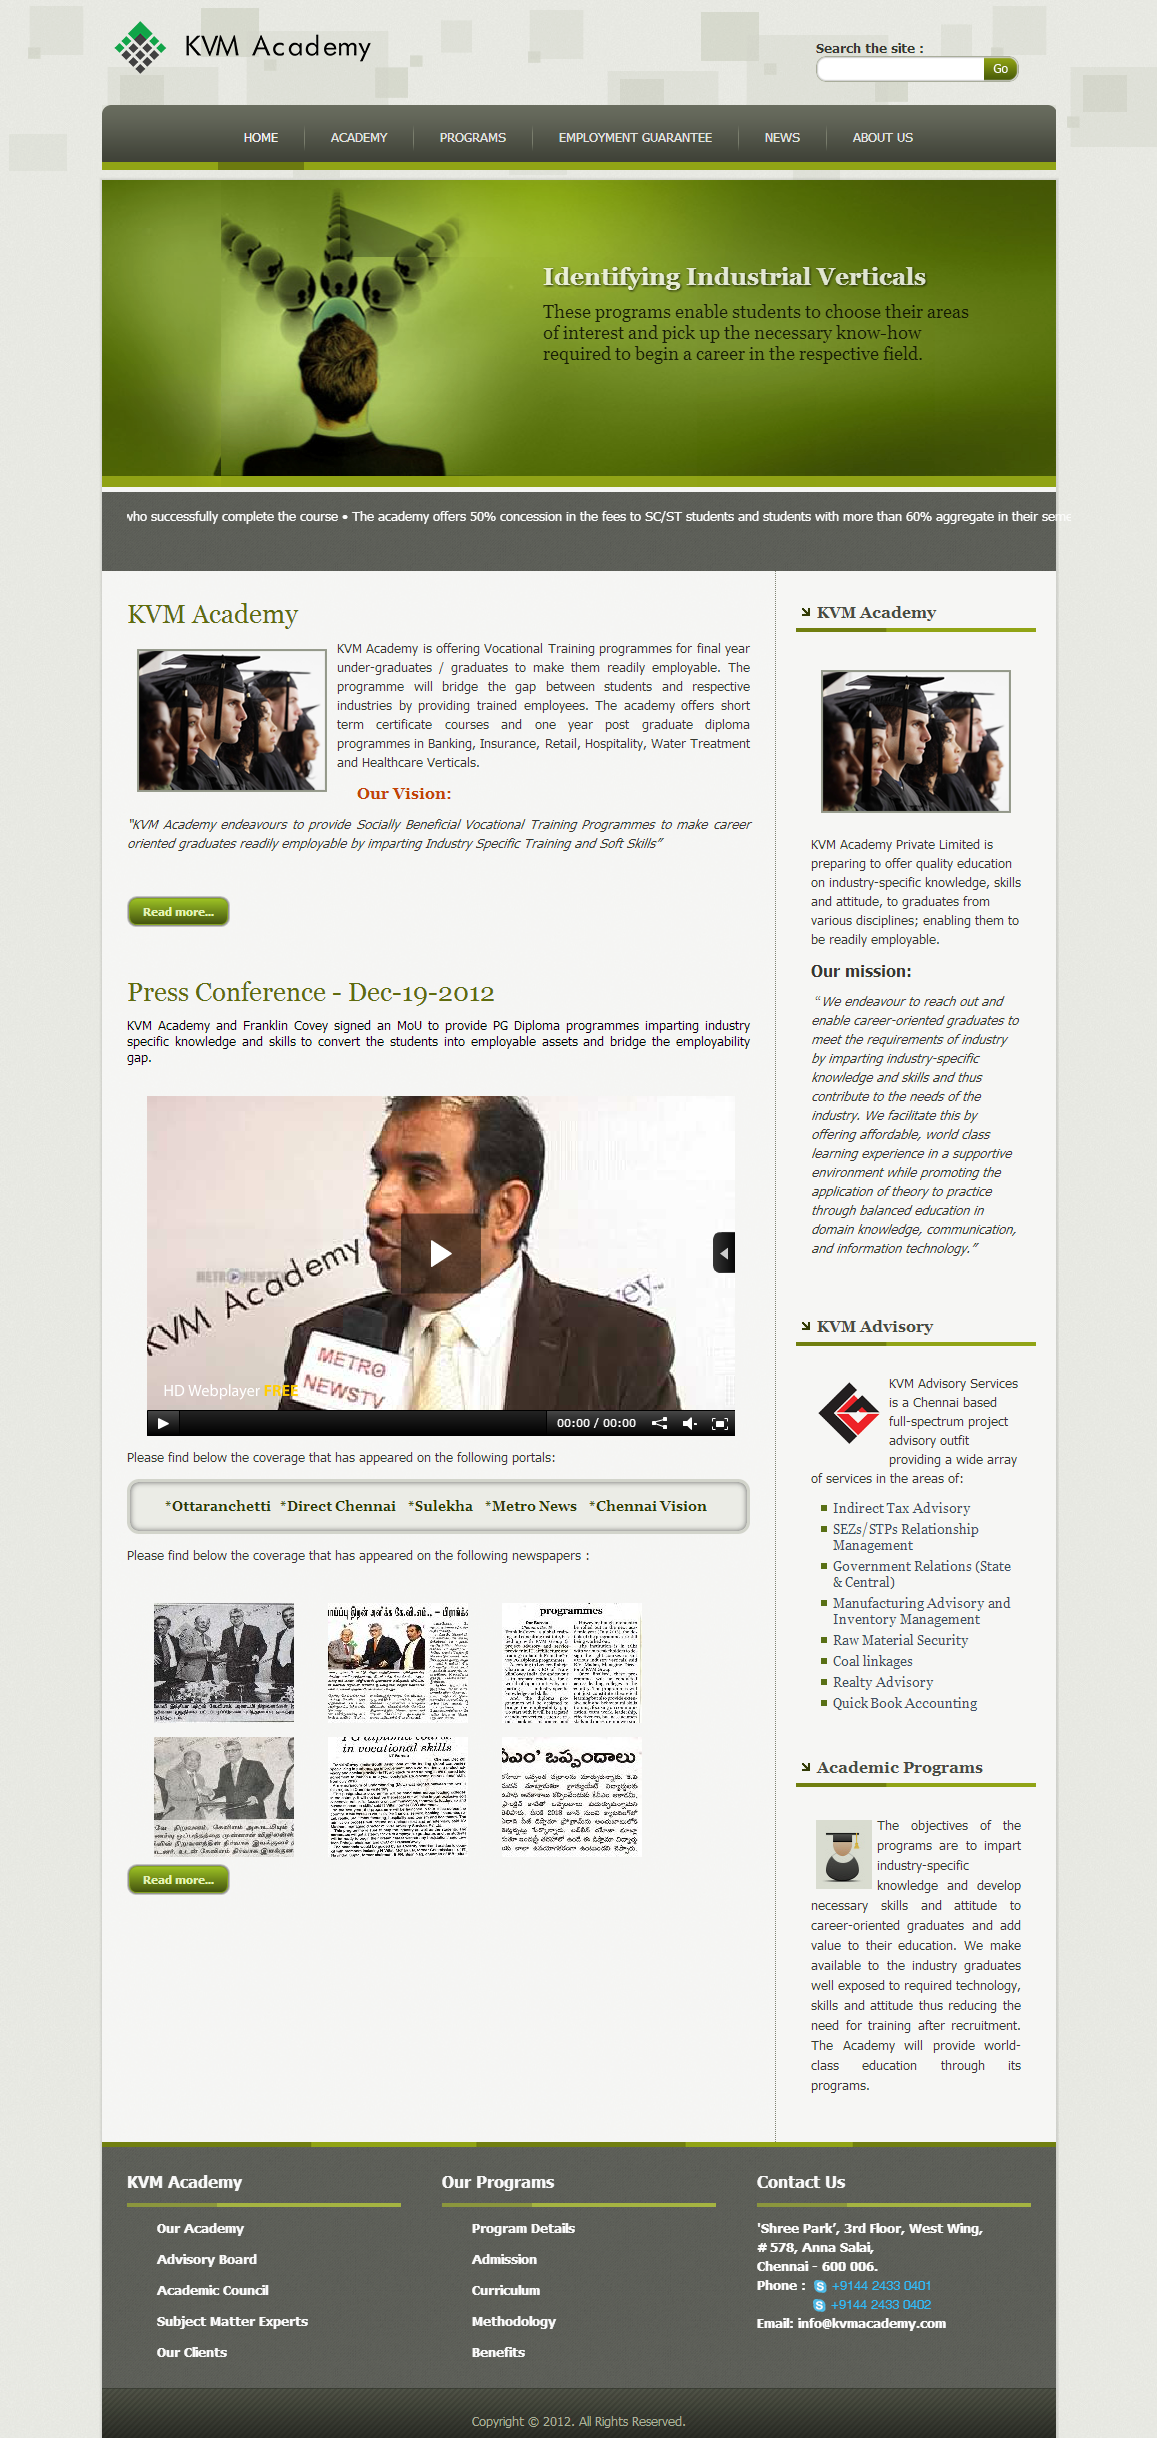 KVM Academy
Search the site :
Go
HOME
ACADEMY
PROGRAMS
EMPLOYMENT GUARANTEE
NEWS
ABOUT US
Identifying Industrial Verticals
These programs enable students to choose their areas
of interest and pick up the necessary know-how
required to begin a career in the respective field.
who successfully complete the course • The academy offers 50% concession in the fees to SC/ST students and students with more than 60% aggregate in their seme
KVM Academy
KVM Academy is offering Vocational Training programmes for final year
under-graduates / graduates to make them readily employable. The
programme will bridge the gap between students and respective
industries by providing trained employees. The academy offers short
term certificate courses and one year post graduate diploma
programmes in Banking, Insurance, Retail, Hospitality, Water Treatment
and Healthcare Verticals.
Our Vision:
"KVM Academy endeavours to provide Socially Beneficial Vocational Training Programmes to make career
oriented graduates readily employable by imparting Industry Specific Training and Soft Skills”
Read more...
Press Conference - Dec-19-2012
KVM Academy and Franklin Covey signed an MoU to provide PG Diploma programmes imparting industry
specific knowledge and skills to convert the students into employable assets and bridge the employability
gap.
METRO NEWSTV
KVM Academy
vey
METRO
NEWSTV
HD Webplayer FREE
00:00 / 00:00
Please find below the coverage that has appeared on the following portals:
*Ottaranchetti *Direct Chennai *Sulekha *Metro News *Chennai Vision
Please find below the coverage that has appeared on the following newspapers :
programmes
in vocational skills
ఒప్పందాలు
Read more...
KVM Academy
KVM Academy Private Limited is
preparing to offer quality education
on industry-specific knowledge, skills
and attitude, to graduates from
various disciplines; enabling them to
be readily employable.
Our mission:
“ We endeavour to reach out and
enable career-oriented graduates to
meet the requirements of industry
by imparting industry-specific
knowledge and skills and thus
contribute to the needs of the
industry. We facilitate this by
offering affordable, world class
learning experience in a supportive
environment while promoting the
application of theory to practice
through balanced education in
domain knowledge, communication,
and information technology.”
KVM Advisory
KVM Advisory Services
is a Chennai based
full-spectrum project
advisory outfit
providing a wide array
of services in the areas of:
Indirect Tax Advisory
SEZs/STPs Relationship
Management
Government Relations (State
& Central)
Manufacturing Advisory and
Inventory Management
Raw Material Security
Coal linkages
Realty Advisory
Quick Book Accounting
Academic Programs
The objectives of the
programs are to impart
industry-specific
knowledge and develop
necessary skills and attitude to
career-oriented graduates and add
value to their education. We make
available to the industry graduates
well exposed to required technology,
skills and attitude thus reducing the
need for training after recruitment.
The Academy will provide world-
class education through its
programs.
KVM Academy
Our Academy
Advisory Board
Academic Council
Subject Matter Experts
Our Clients
Our Programs
Program Details
Admission
Curriculum
Methodology
Benefits
Contact Us
'Shree Park’, 3rd Floor, West Wing,
# 578, Anna Salai,
Chennai - 600 006.
Phone : +9144 2433 0401
+9144 2433 0402
Email: info@kvmacademy.com
Copyright © 2012. All Rights Reserved.